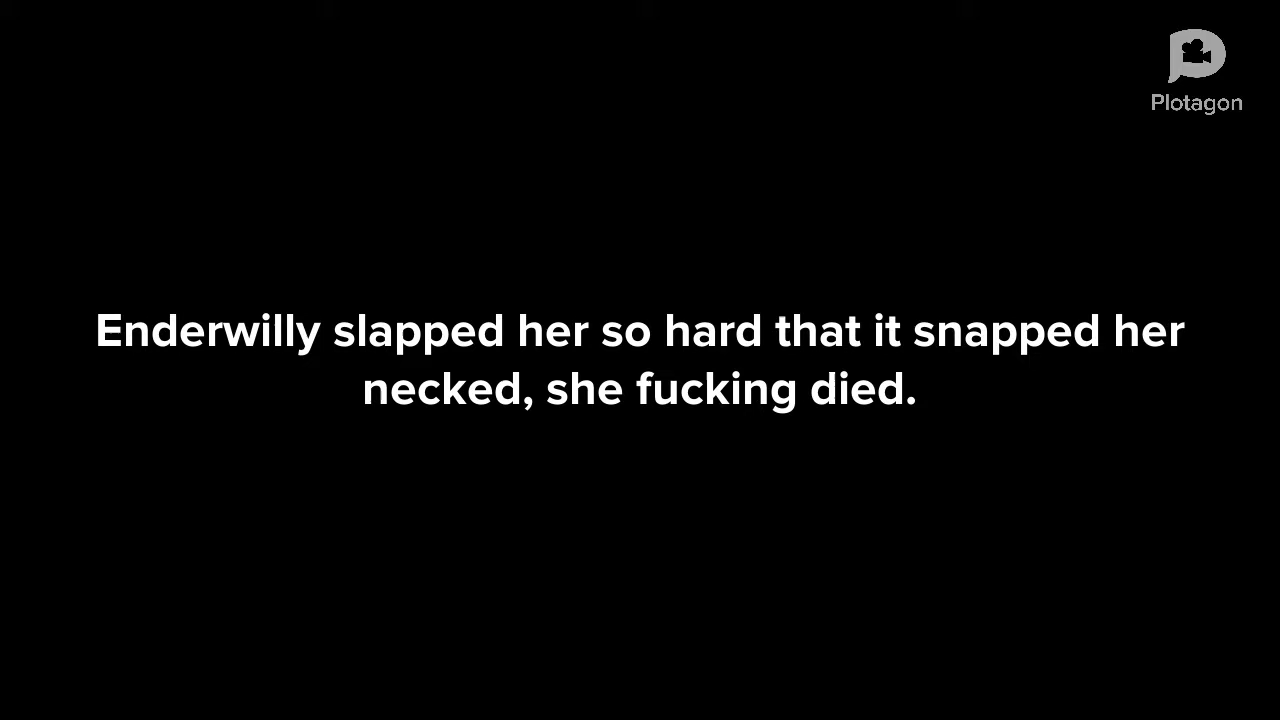 Plotagon
Enderwilly slapped her so hard that it snapped her
necked, she fucking died.